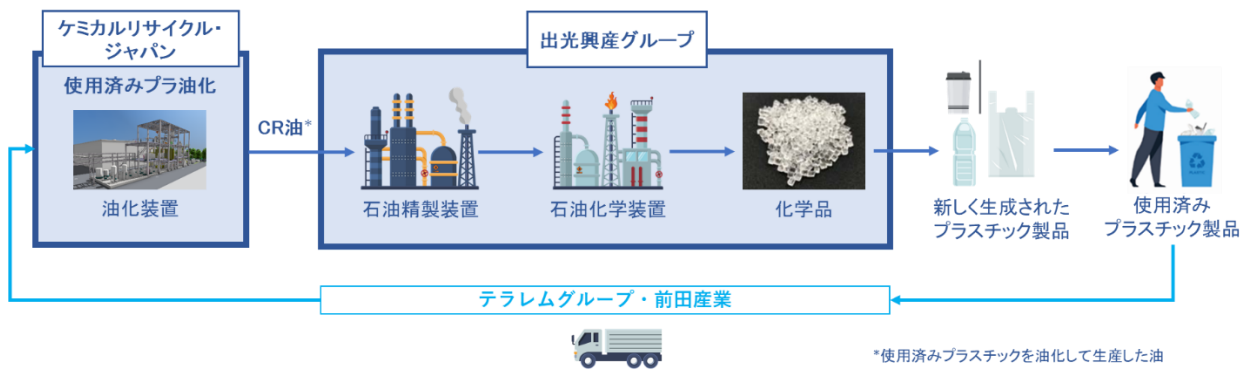 ケミカルリサイクル・
ジャパン
使用済みプラ油化
油化装置
CR油*
出光興産グループ
石油精製装置
石油化学装置
化学品
新しく生成された
プラスチック製品
使用済み
プラスチック製品
テラレムグループ・前田産業
*使用済みプラスチックを油化して生産した油